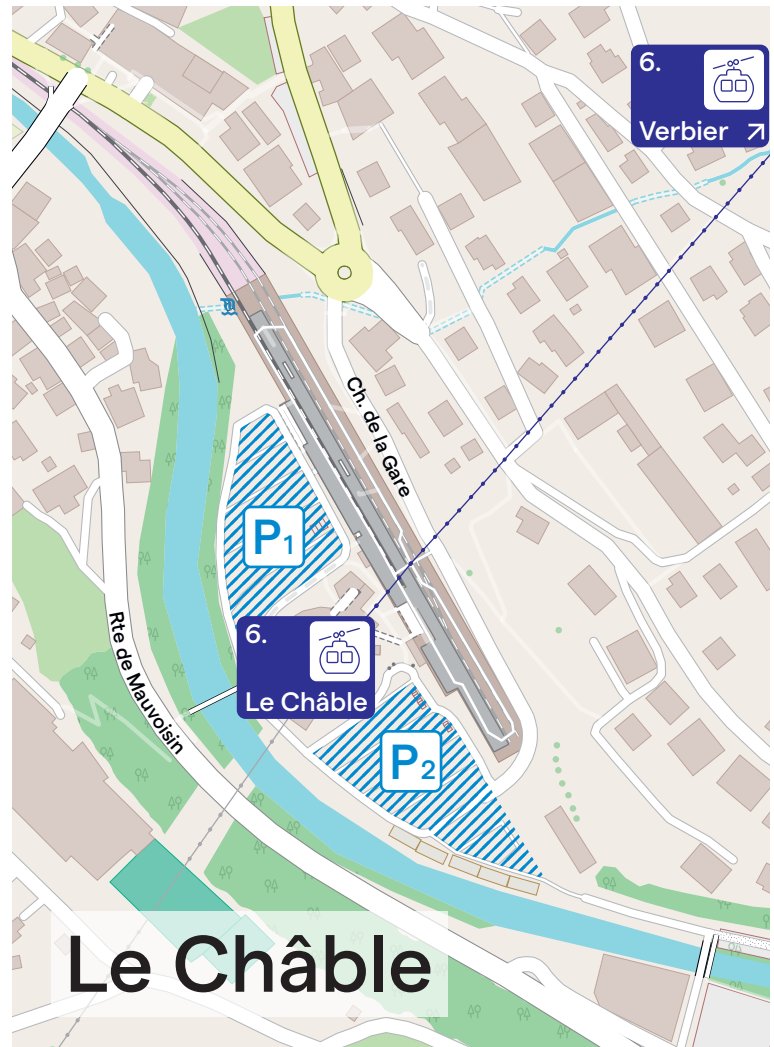 6.
Verbier
Ch. de la Gare
P1
6.
Le Châble
Rte de Mauvoisin
P2
Le Châble